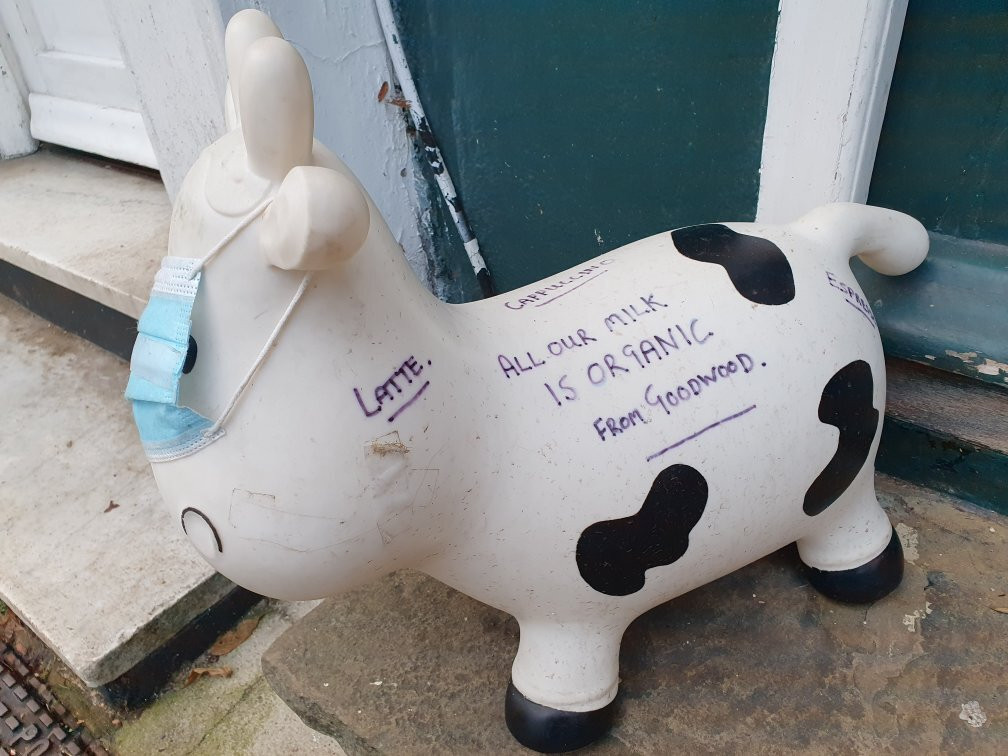 CAPPUCCINO
ALL OUR MILK
IS ORGANIC
FROM GOODWOOD.
LATTE.